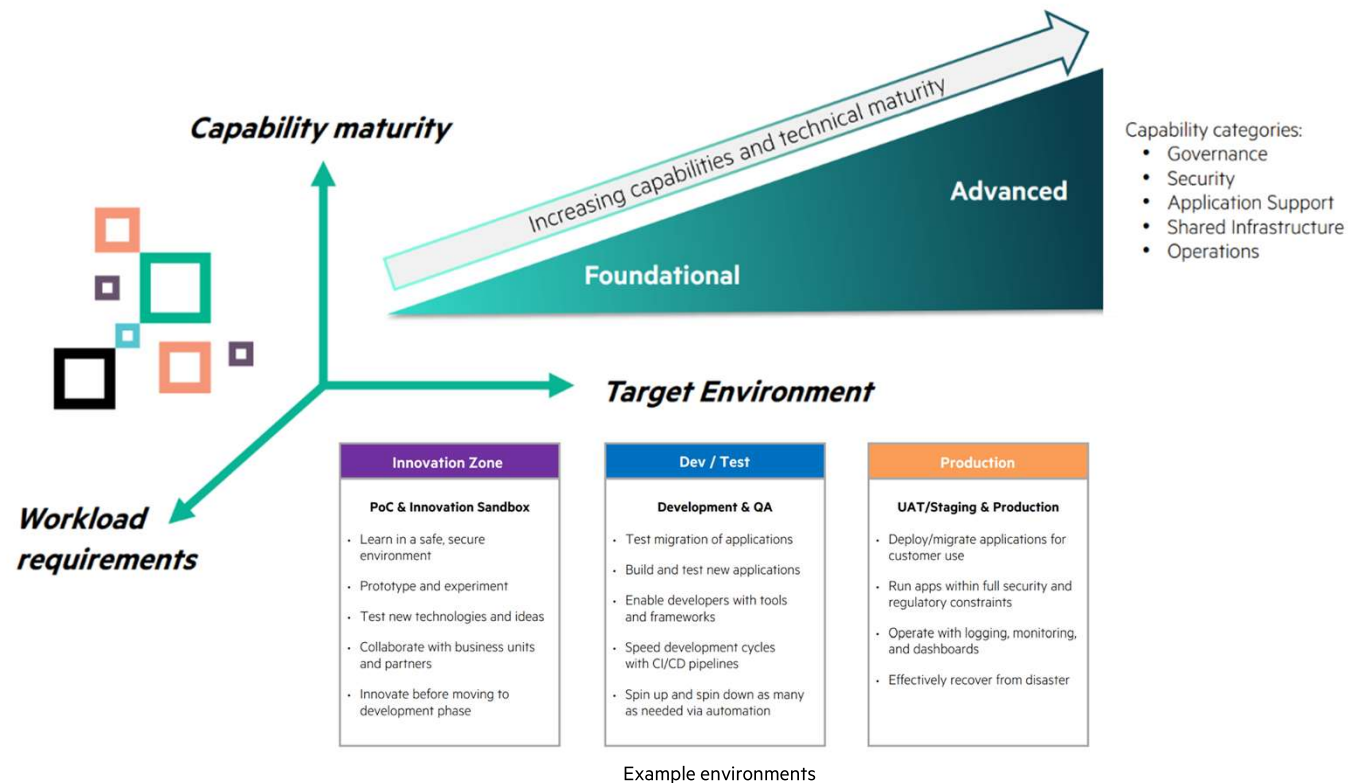 Capability maturity
Increasing capabilities and technical maturity
Foundational
Advanced
Capability categories:
• Governance
• Security
• Application Support
• Shared Infrastructure
• Operations
Target Environment
Workload
requirements
Innovation Zone
PoC & Innovation Sandbox
• Learn in a safe, secure
environment
• Prototype and experiment
• Test new technologies and ideas
• Collaborate with business units
and partners
• Innovate before moving to
development phase
Dev / Test
Development & QA
• Test migration of applications
• Build and test new applications
• Enable developers with tools
and frameworks
• Speed development cycles
with CI/CD pipelines
• Spin up and spin down as many
as needed via automation
Production
UAT/Staging & Production
• Deploy/migrate applications for
customer use
• Run apps within full security and
regulatory constraints
• Operate with logging, monitoring,
and dashboards
• Effectively recover from disaster
Example environments